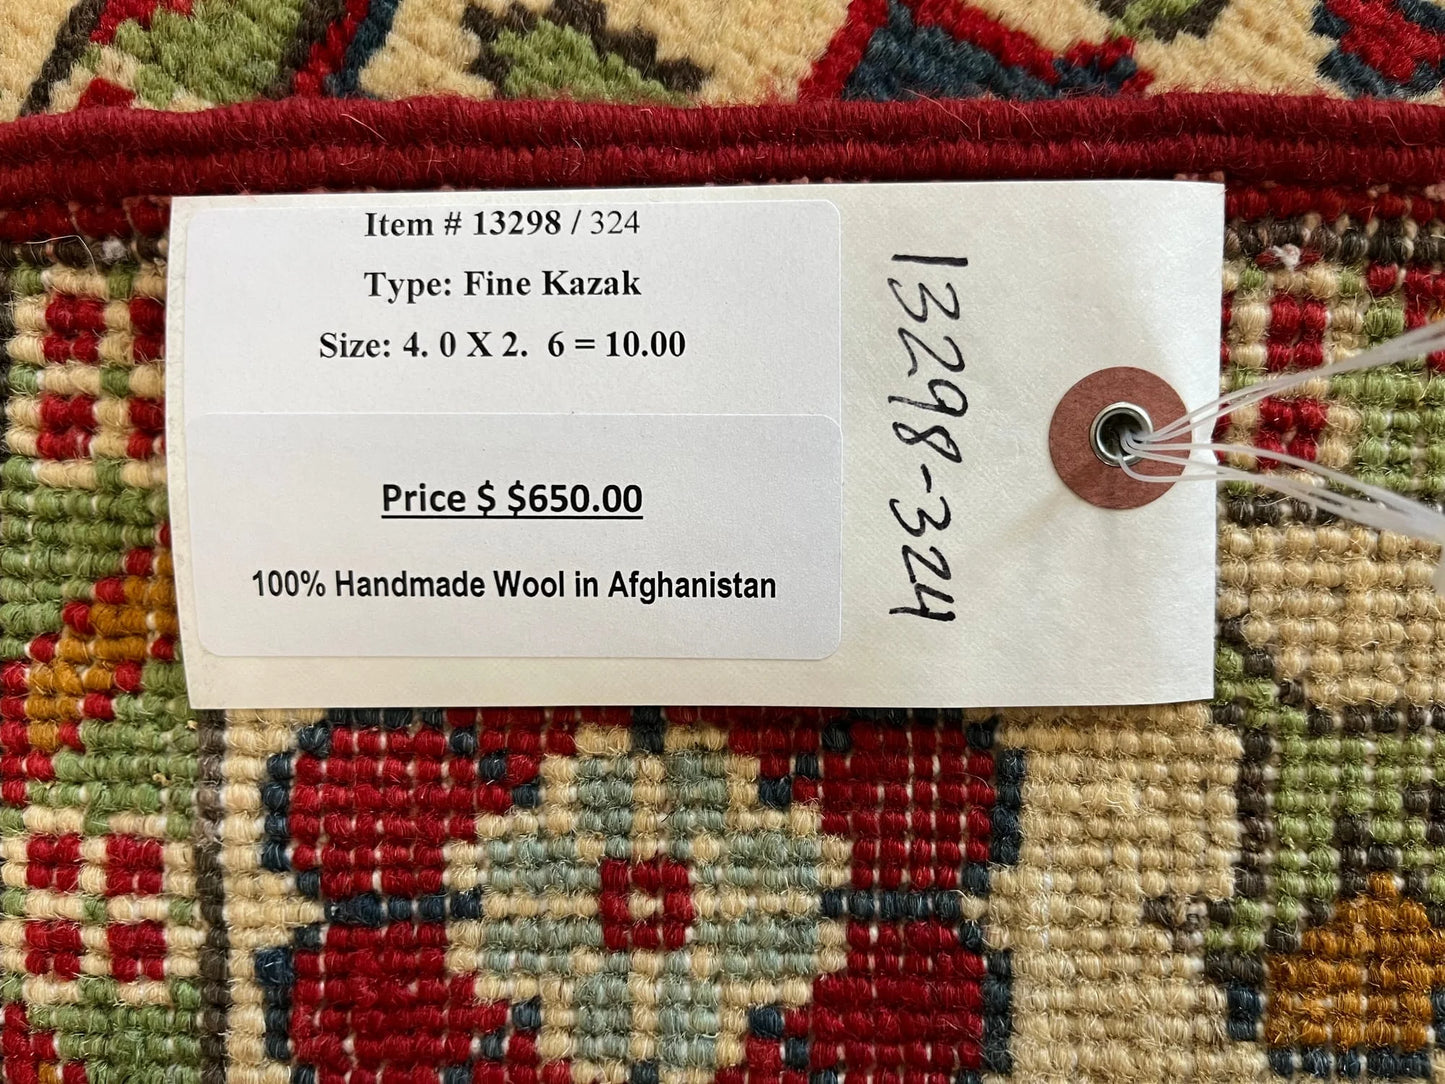 Item # 13298 / 324
Type: Fine Kazak
Size: 4. 0 X 2.  6 = 10.00
Price $ $650.00
100% Handmade Wool in Afghanistan
13298-324